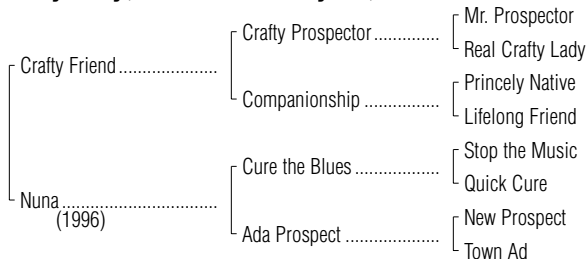 Mr. Prospector
Crafty Prospector
Real Crafty Lady
Crafty Friend
Princely Native
Companionship
Lifelong Friend
Stop the Music
Cure the Blues
Quick Cure
Nuna
(1996)
New Prospect
Ada Prospect
Town Ad